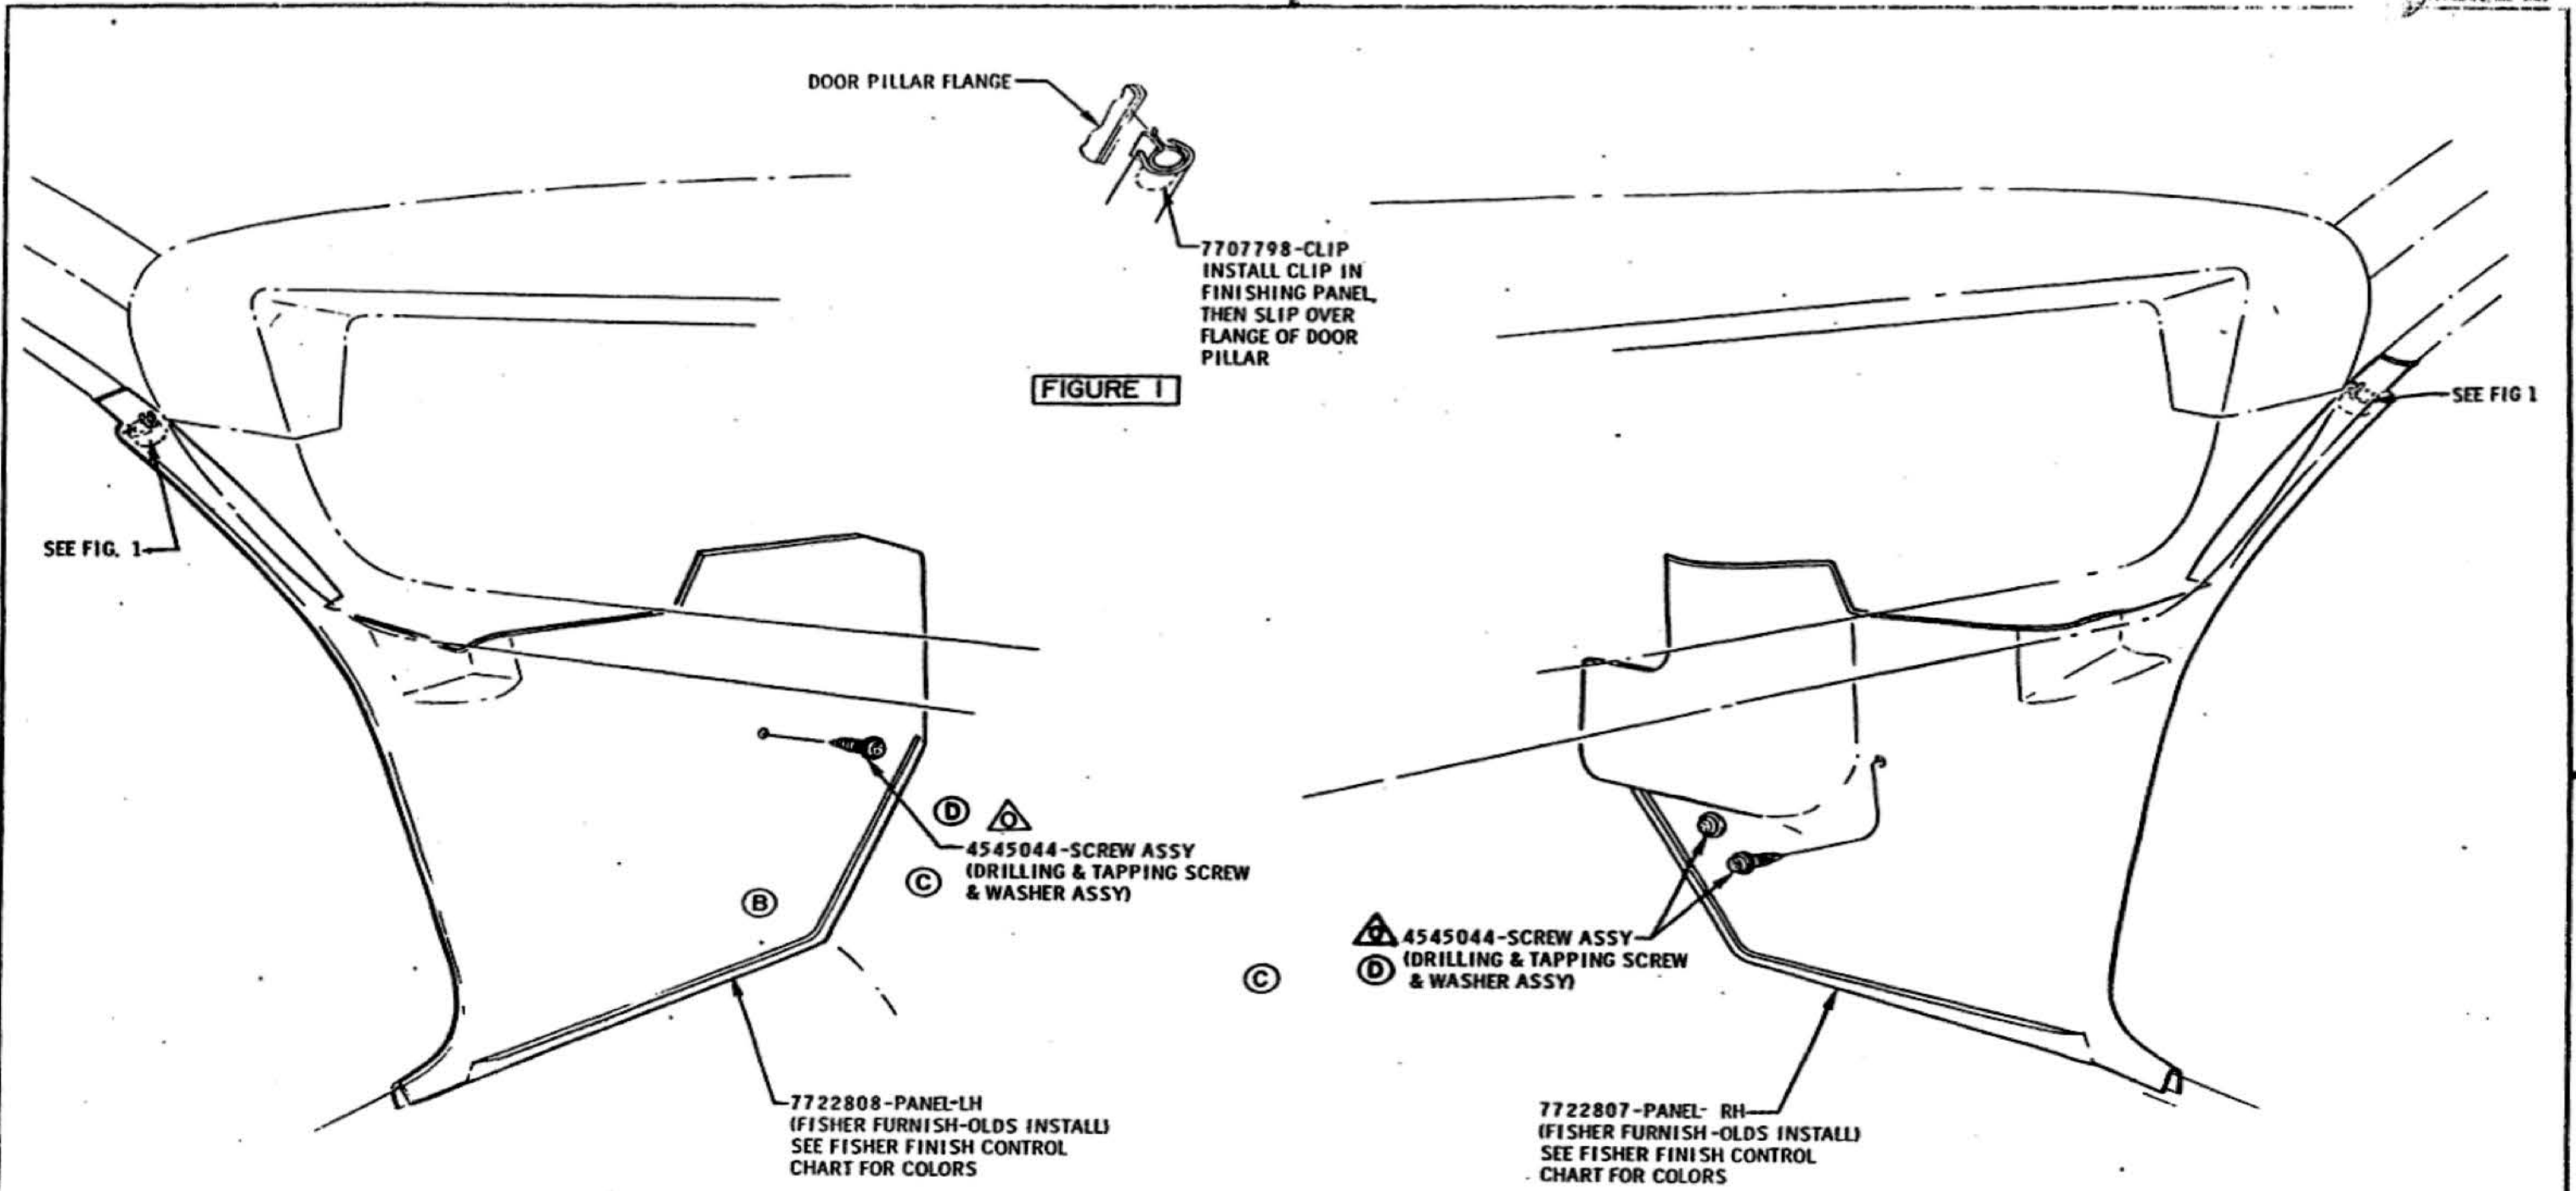 DOOR PILLAR FLANGE
7707798-CLIP
INSTALL CLIP IN
FINISHING PANEL,
THEN SLIP OVER
FLANGE OF DOOR
PILLAR
FIGURE 1
SEE FIG. 1
SEE FIG 1
D
O
4545044-SCREW ASSY
(DRILLING & TAPPING SCREW
& WASHER ASSY)
C
B
O
4545044-SCREW ASSY
(DRILLING & TAPPING SCREW
& WASHER ASSY)
D
C
7722808-PANEL-LH
(FISHER FURNISH-OLDS INSTALL)
SEE FISHER FINISH CONTROL
CHART FOR COLORS
7722807-PANEL- RH
(FISHER FURNISH-OLDS INSTALL)
SEE FISHER FINISH CONTROL
CHART FOR COLORS